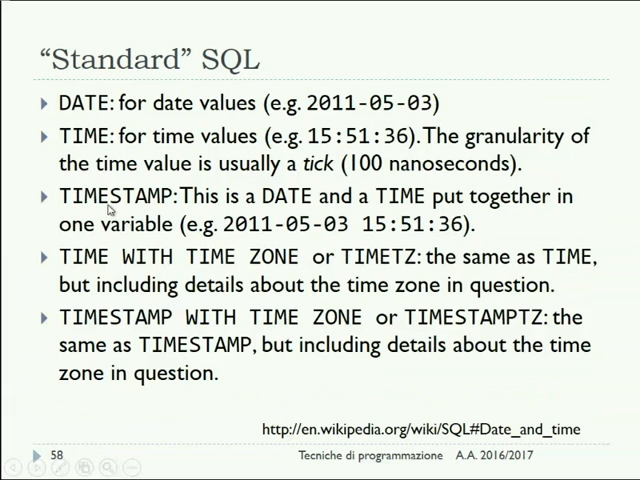 “Standard” SQL
DATE: for date values (e.g. 2011-05-03)
TIME: for time values (e.g. 15:51:36). The granularity of
the time value is usually a tick (100 nanoseconds).
TIMESTAMP: This is a DATE and a TIME put together in
one variable (e.g. 2011-05-03 15:51:36).
TIME WITH TIME ZONE or TIMETZ: the same as TIME,
but including details about the time zone in question.
TIMESTAMP WITH TIME ZONE or TIMESTAMPTZ: the
same as TIMESTAMP, but including details about the time
zone in question.
http://en.wikipedia.org/wiki/SQL#Date_and_time
58 Tecniche di programmazione A.A. 2016/2017